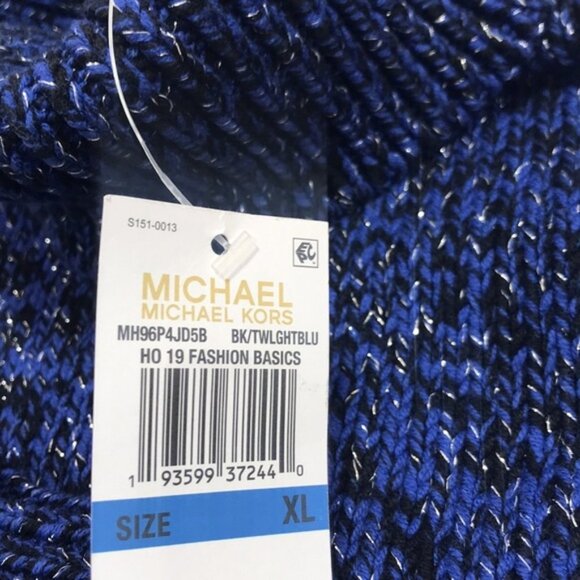 S151-0013
MICHAEL
MICHAEL KORS
MH96P4JD5B BK/TWLGHTBLU
HO 19 FASHION BASICS
1 93599 37244 0
SIZE XL